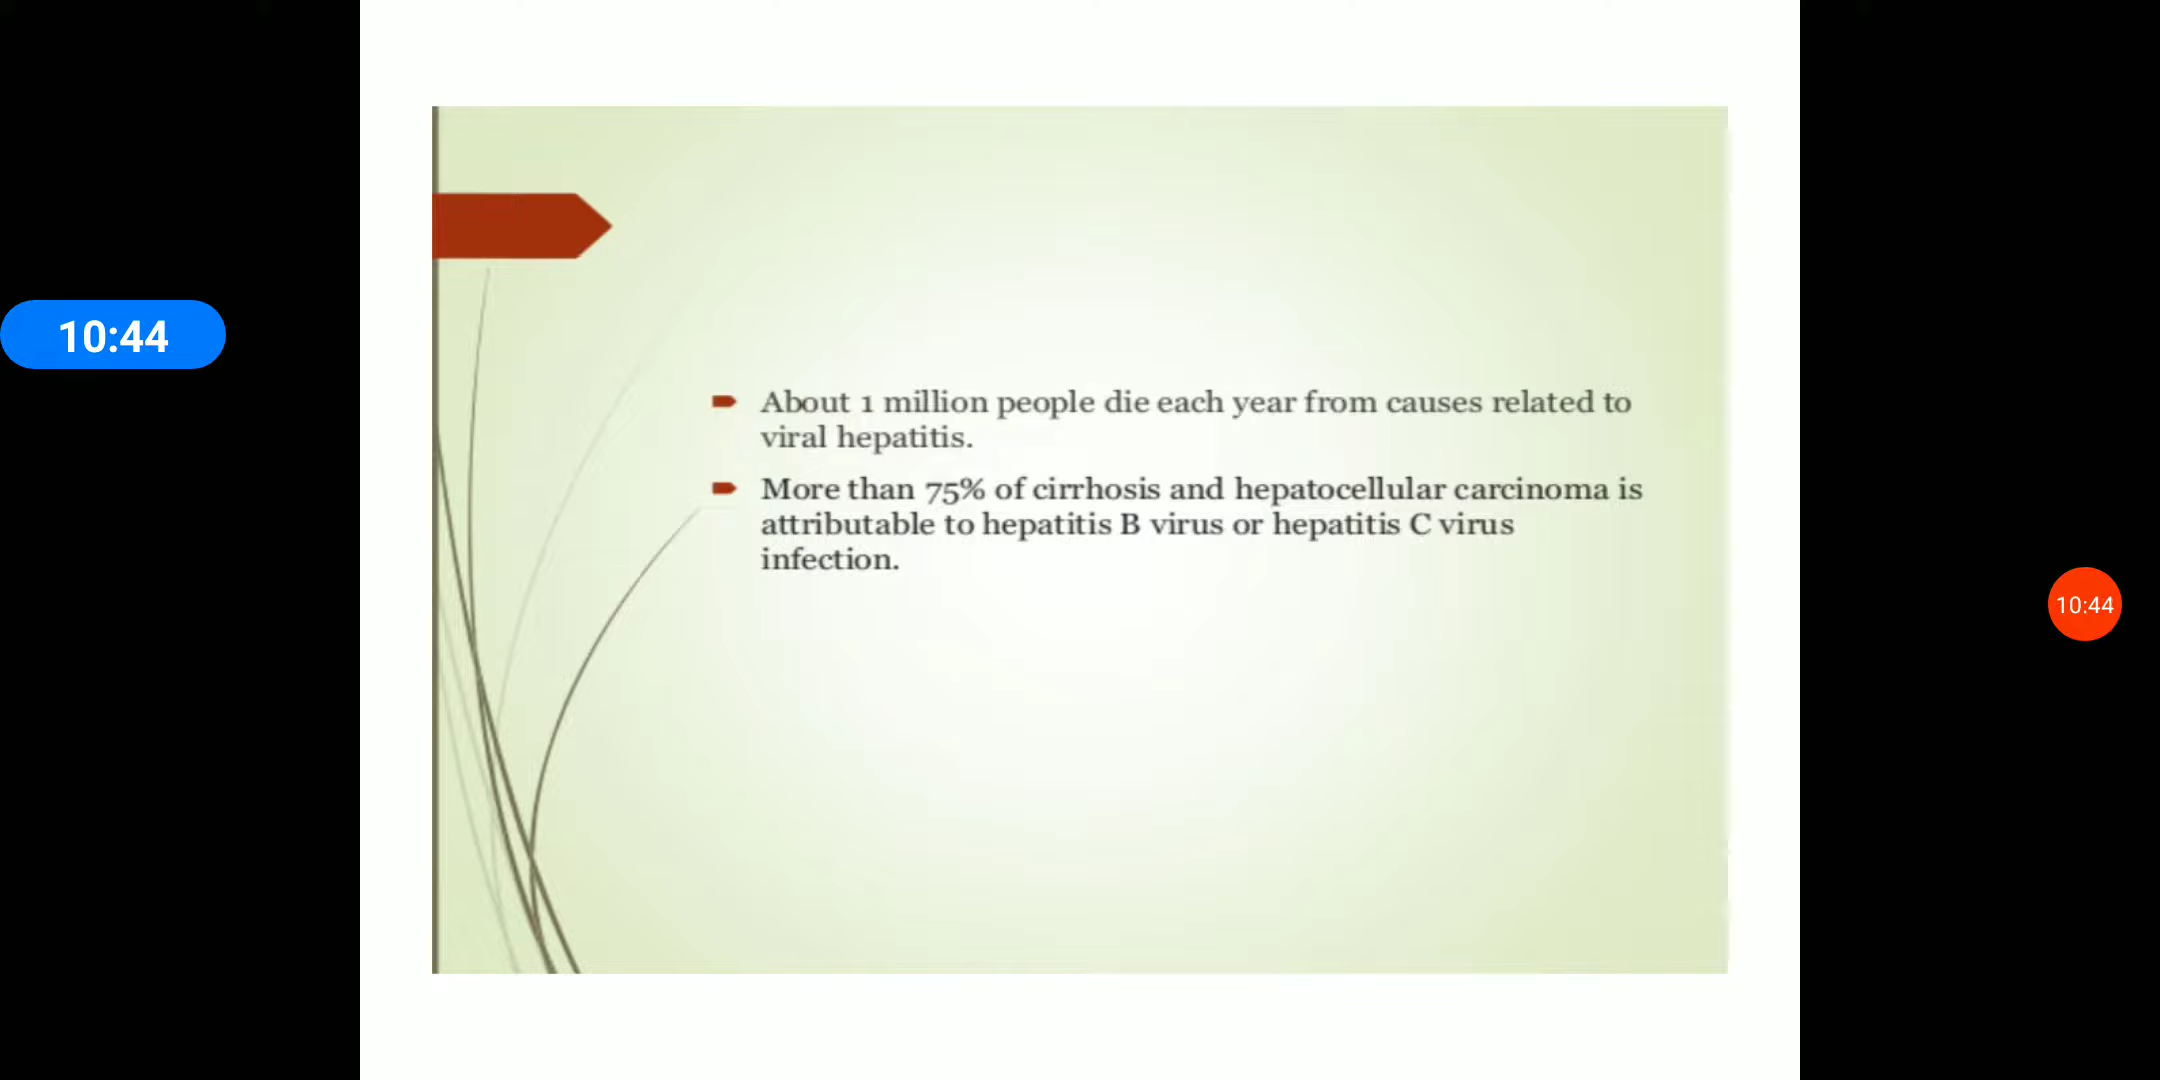 10:44
About 1 million people die each year from causes related to
viral hepatitis.
More than 75% of cirrhosis and hepatocellular carcinoma is
attributable to hepatitis B virus or hepatitis C virus
infection.
10:44